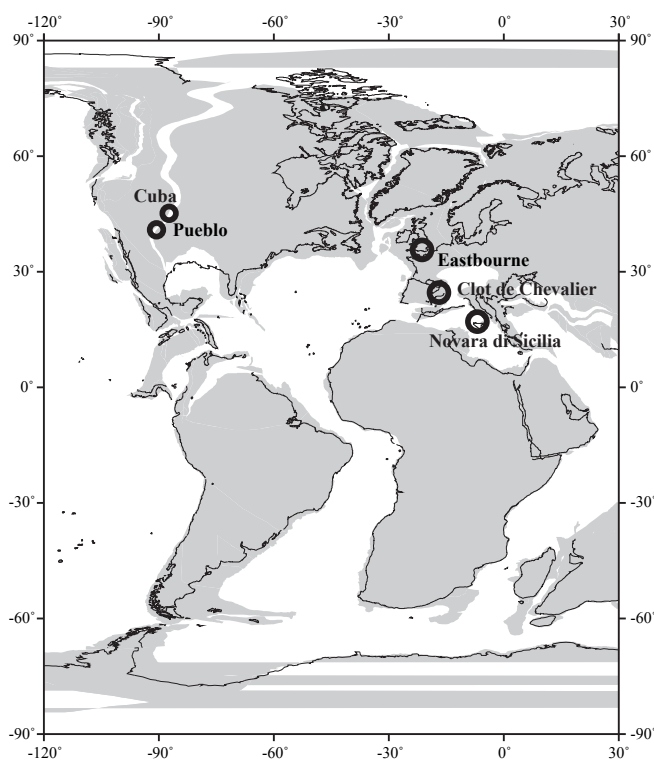 -120˚ -90˚ -60˚ -30˚ 0˚ 30˚
90˚ 90˚
60˚ 60˚
Cuba
Pueblo
Eastbourne
30˚ 30˚
Clot de Chevalier
Novara di Sicilia
0˚ 0˚
-30˚ -30˚
-60˚ -60˚
-90˚ -90˚
-120˚ -90˚ -60˚ -30˚ 0˚ 30˚